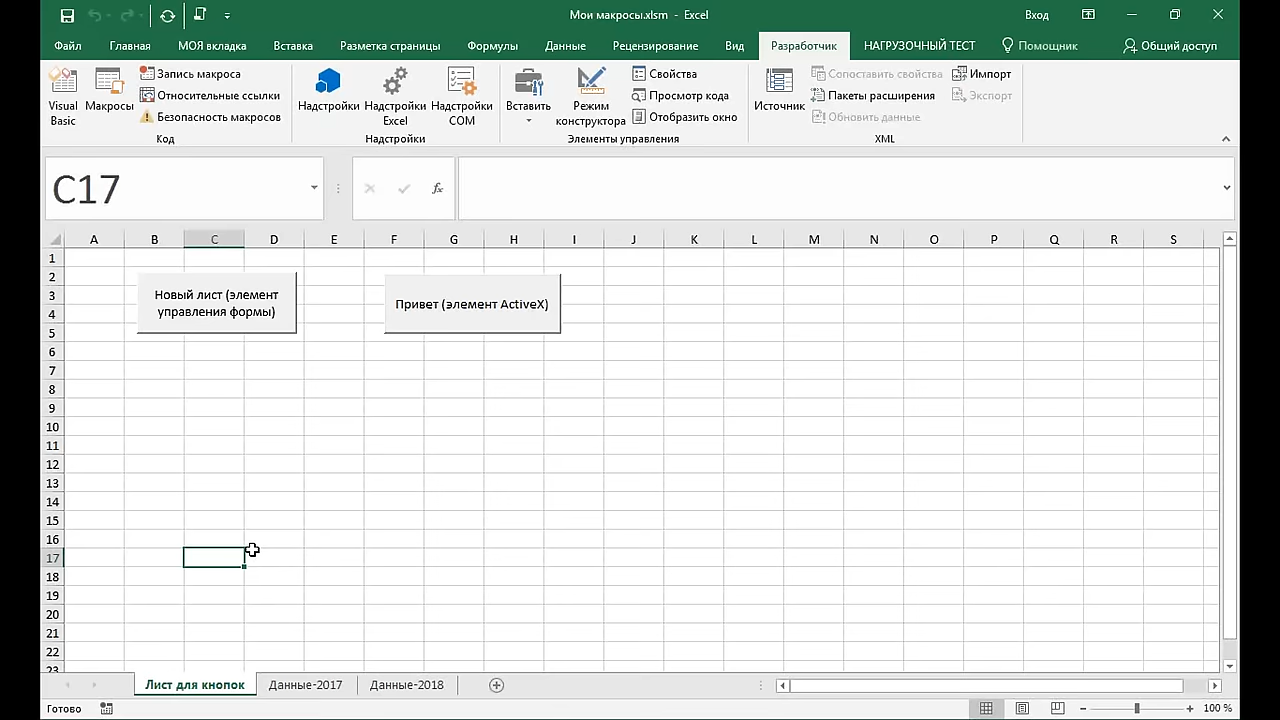 Мои макросы.xlsm - Excel
Вход
Файл Главная МОЯ вкладка Вставка Разметка страницы Формулы Данные Рецензирование Вид Разработчик НАГРУЗОЧНЫЙ ТЕСТ Помощник Общий доступ
Visual Basic
Макросы
Запись макроса
Относительные ссылки
Безопасность макросов
Код
Надстройки
Надстройки Excel
Надстройки COM
Надстройки
Вставить
Режим конструктора
Свойства
Просмотр кода
Отобразить окно
Элементы управления
Источник
Сопоставить свойства
Пакеты расширения
Обновить данные
Импорт
Экспорт
XML
C17
fx
A B C D E F G H I J K L M N O P Q R S
1
2
3
4
5
6
7
8
9
10
11
12
13
14
15
16
17
18
19
20
21
22
23
Новый лист (элемент
управления формы)
Привет (элемент ActiveX)
Лист для кнопок Данные-2017 Данные-2018
Готово
100 %